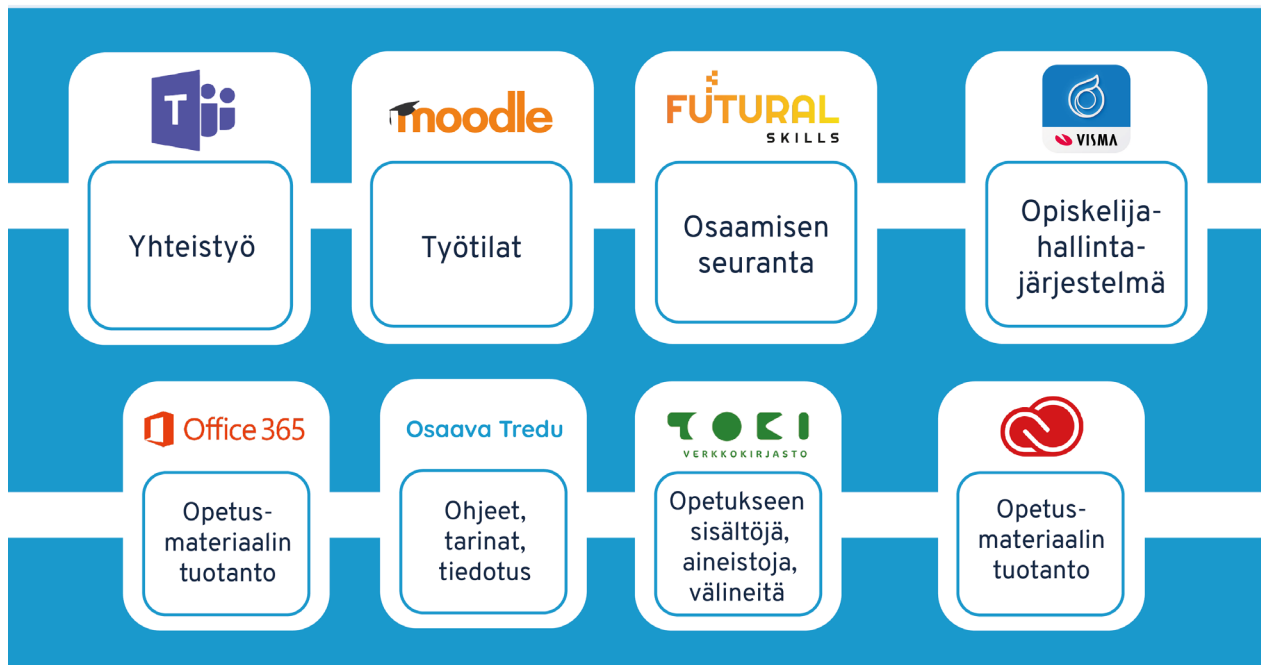 T
moodle
FUTURAL
SKILLS
VISMA
Yhteistyö
Työtilat
Osaamisen
seuranta
Opiskelija-
hallinta-
järjestelmä
Office 365
Osaava Tredu
TOKI
VERKKOKIRJASTO
Opetus-
materiaalin
tuotanto
Ohjeet,
tarinat,
tiedotus
Opetukseen
sisältöjä,
aineistoja,
välineitä
Opetus-
materiaalin
tuotanto